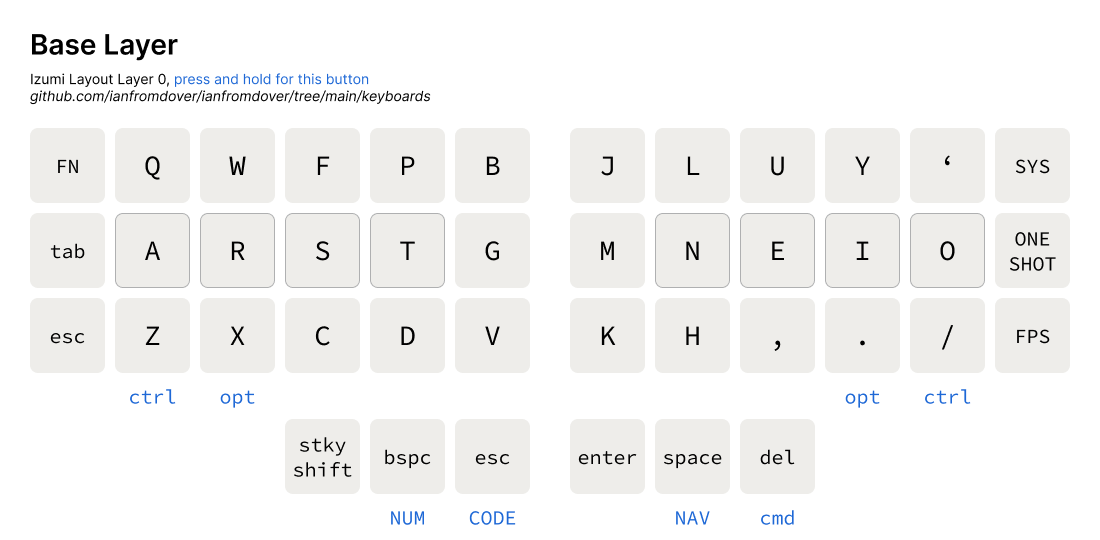 Base Layer
Izumi Layout Layer 0, press and hold for this button
github.com/ianfromdover/ianfromdover/tree/main/keyboards
FN Q W F P B J L U Y ‘ SYS
tab A R S T G M N E I O ONE SHOT
esc Z X C D V K H , . / FPS
ctrl opt opt ctrl
stky shift bspc esc enter space del
NUM CODE NAV cmd